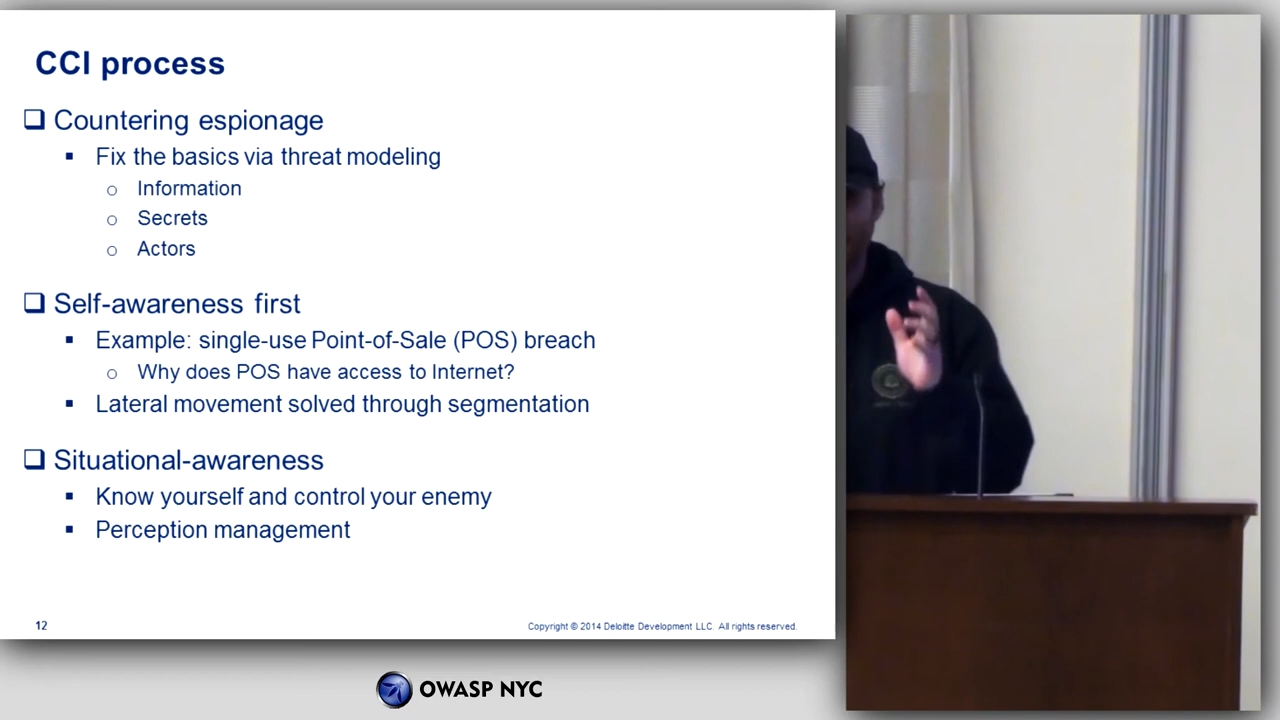 CCI process
Countering espionage
Fix the basics via threat modeling
Information
Secrets
Actors
Self-awareness first
Example: single-use Point-of-Sale (POS) breach
Why does POS have access to Internet?
Lateral movement solved through segmentation
Situational-awareness
Know yourself and control your enemy
Perception management
12
Copyright © 2014 Deloitte Development LLC. All rights reserved.
OWASP NYC